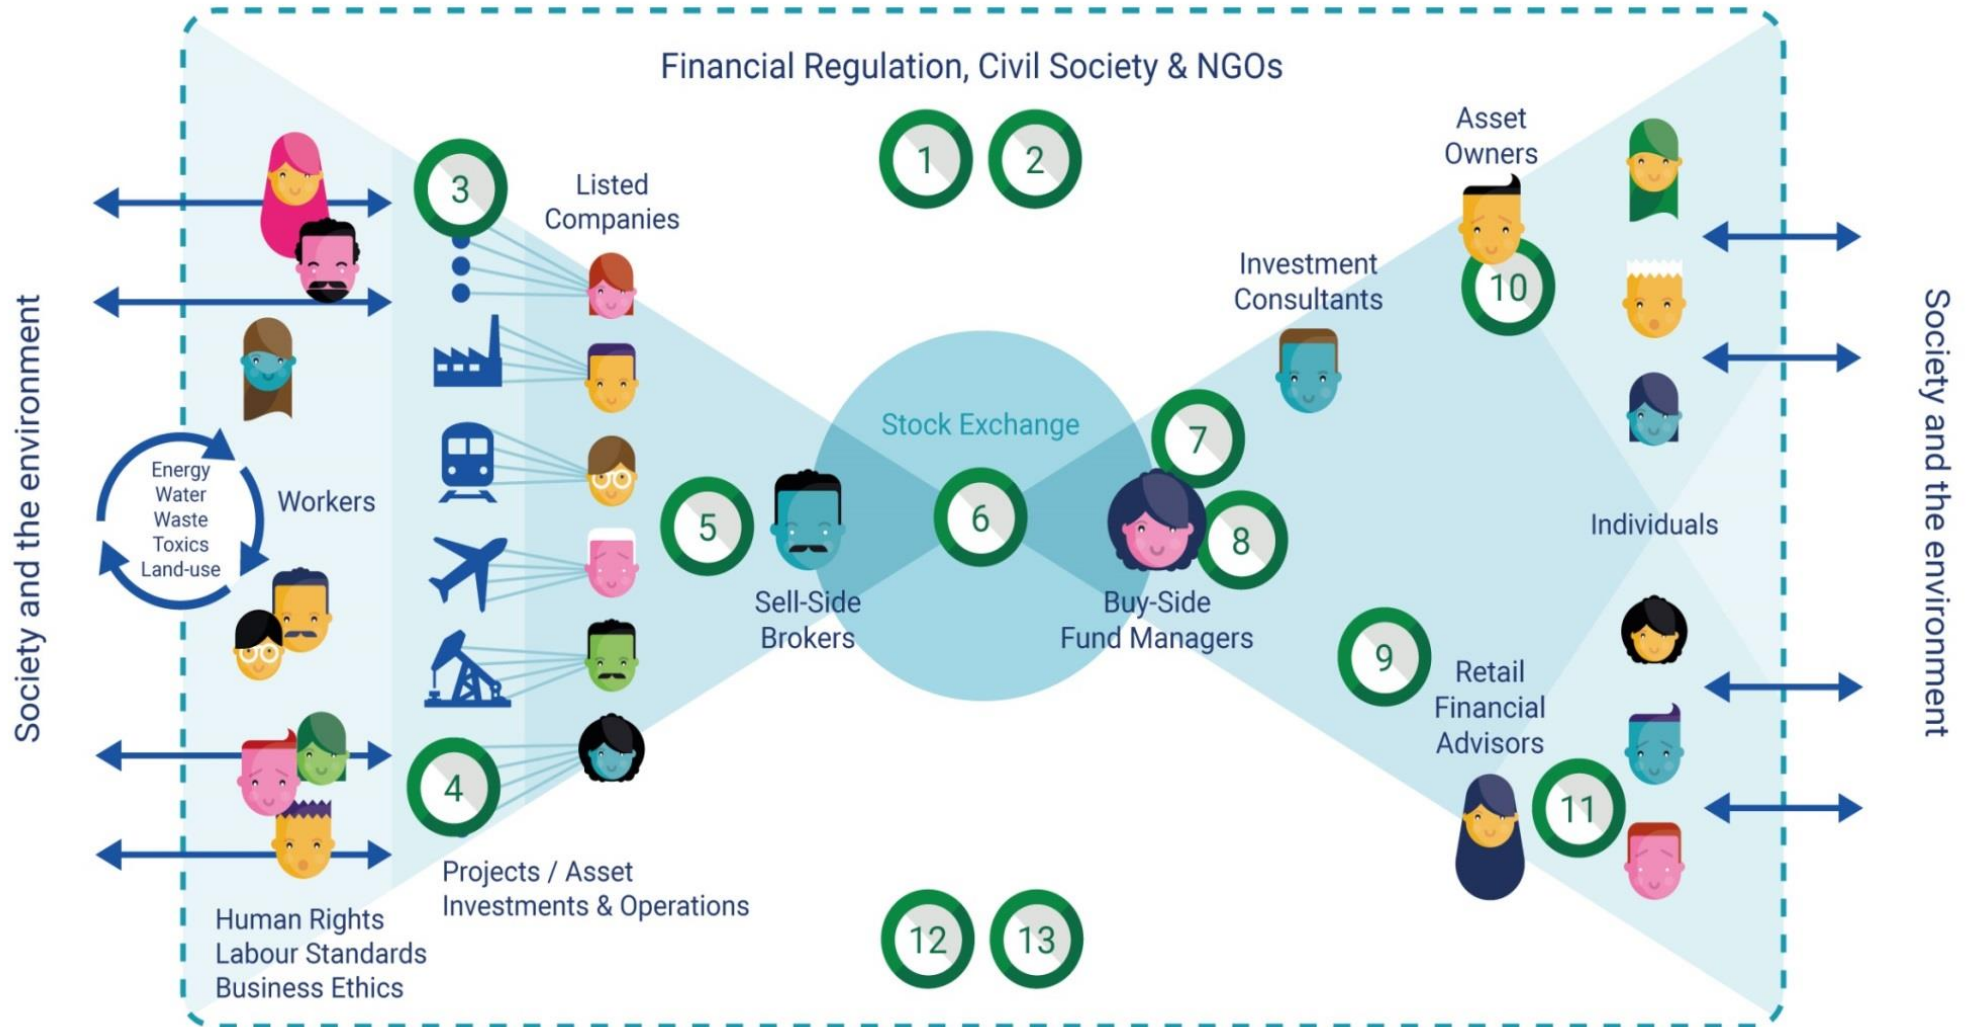 Financial Regulation, Civil Society & NGOs
1
2
3
Listed
Companies
Asset
Owners
10
Investment
Consultants
Society and the environment
Energy
Water
Waste
Toxics
Land-use
Workers
Stock Exchange
5
6
7
8
Sell-Side
Brokers
Buy-Side
Fund Managers
Individuals
Society and the environment
9
Retail
Financial
Advisors
11
4
Projects / Asset
Investments & Operations
Human Rights
Labour Standards
Business Ethics
12
13